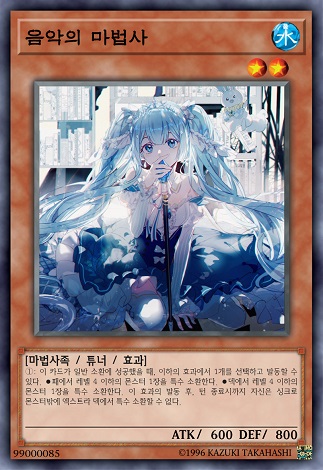 음악의 마법사
水
[마법사족 / 튜너 / 효과]
①: 이 카드가 일반 소환에 성공했을 때, 이하의 효과에서 1개를 선택하고 발동할 수
있다. ●패에서 레벨 4 이하의 몬스터 1장을 특수 소환한다. ●덱에서 레벨 4 이하의
몬스터 1장을 특수 소환한다. 이 효과의 발동 후, 턴 종료시까지 자신은 싱크로
몬스터밖에 엑스트라 덱에서 특수 소환할 수 없다.
ATK/ 600 DEF/ 800
99000085
©1996 KAZUKI TAKAHASHI